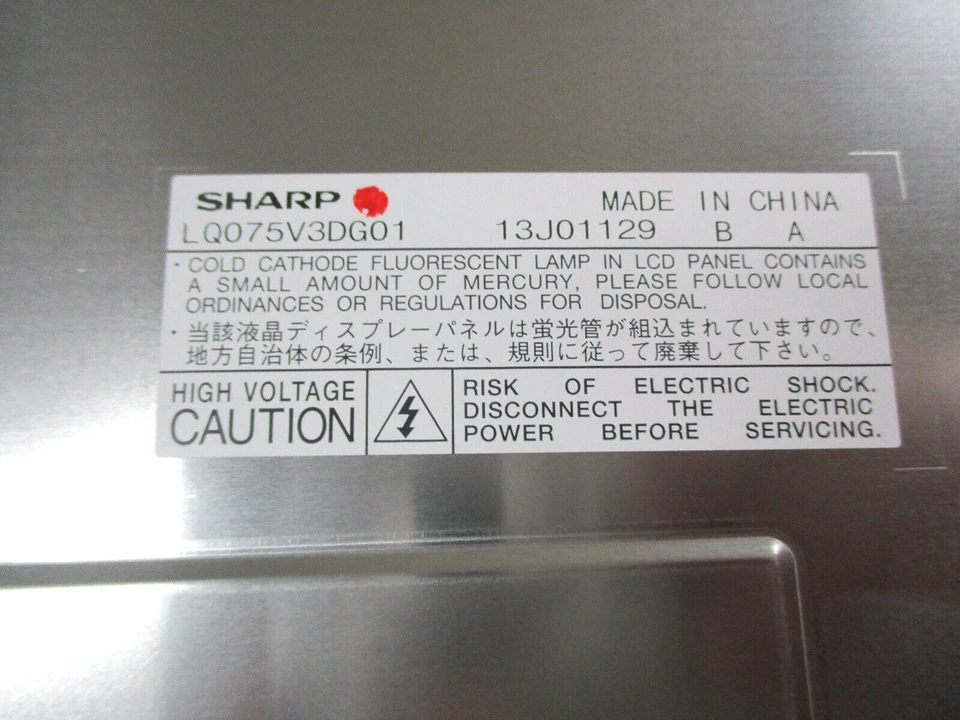 SHARP MADE IN CHINA
LQ075V3DG01 13J01129 B A
・COLD CATHODE FLUORESCENT LAMP IN LCD PANEL CONTAINS
A SMALL AMOUNT OF MERCURY, PLEASE FOLLOW LOCAL
ORDINANCES OR REGULATIONS FOR DISPOSAL.
・当該液晶ディスプレーパネルは蛍光管が組込まれていますので、
地方自治体の条例、または、規則に従って廃棄して下さい。
HIGH VOLTAGE
CAUTION
RISK OF ELECTRIC SHOCK.
DISCONNECT THE ELECTRIC
POWER BEFORE SERVICING.